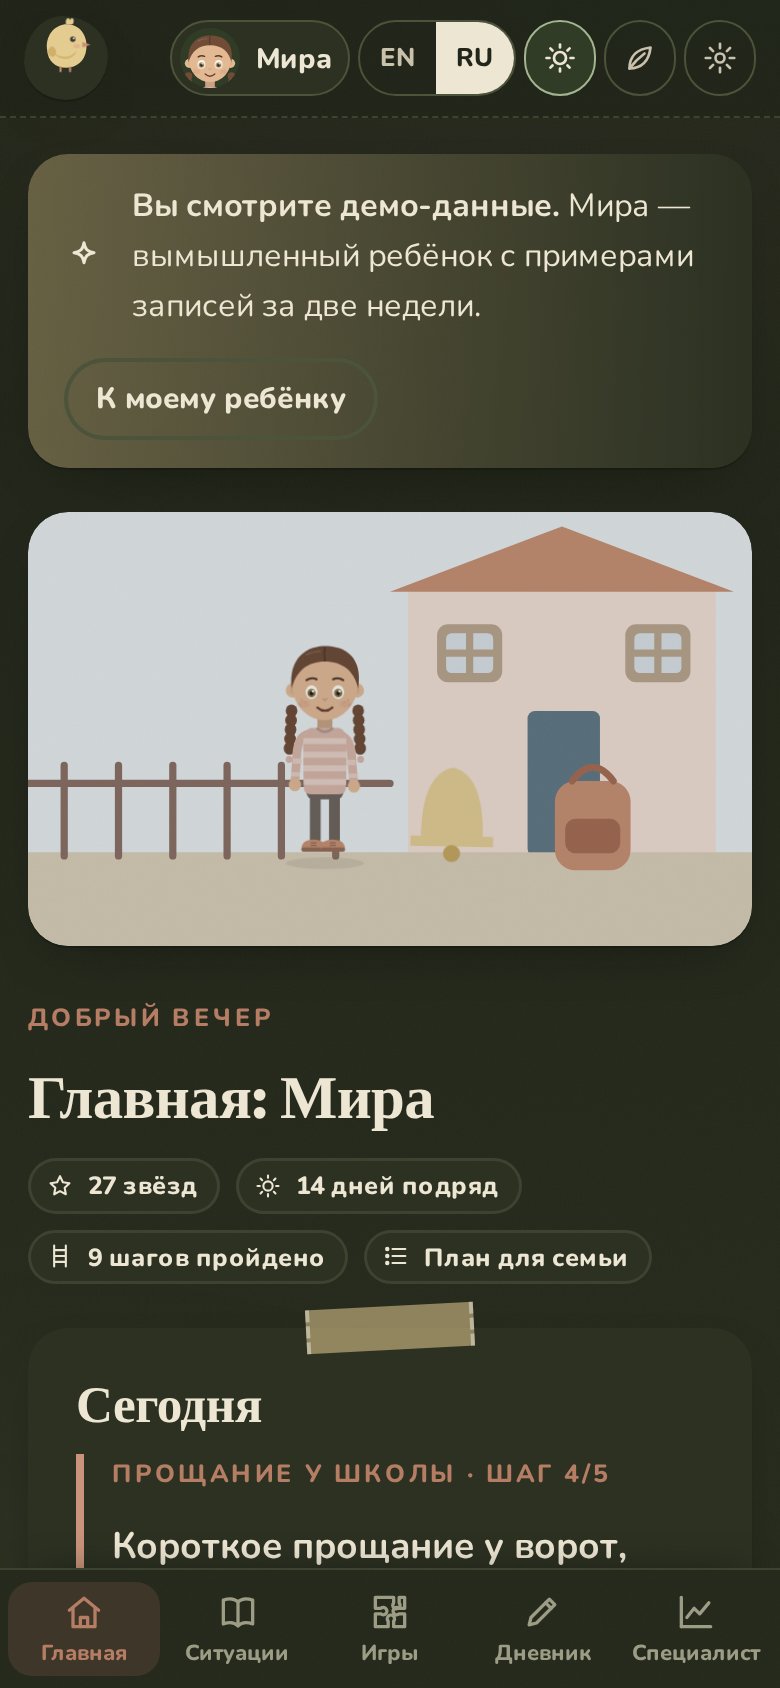 Мира
EN RU
Вы смотрите демо-данные. Мира —
вымышленный ребёнок с примерами
записей за две недели.
К моему ребёнку
ДОБРЫЙ ВЕЧЕР
Главная: Мира
27 звёзд
14 дней подряд
9 шагов пройдено
План для семьи
Сегодня
ПРОЩАНИЕ У ШКОЛЫ · ШАГ 4/5
Короткое прощание у ворот,
Главная
Ситуации
Игры
Дневник
Специалист